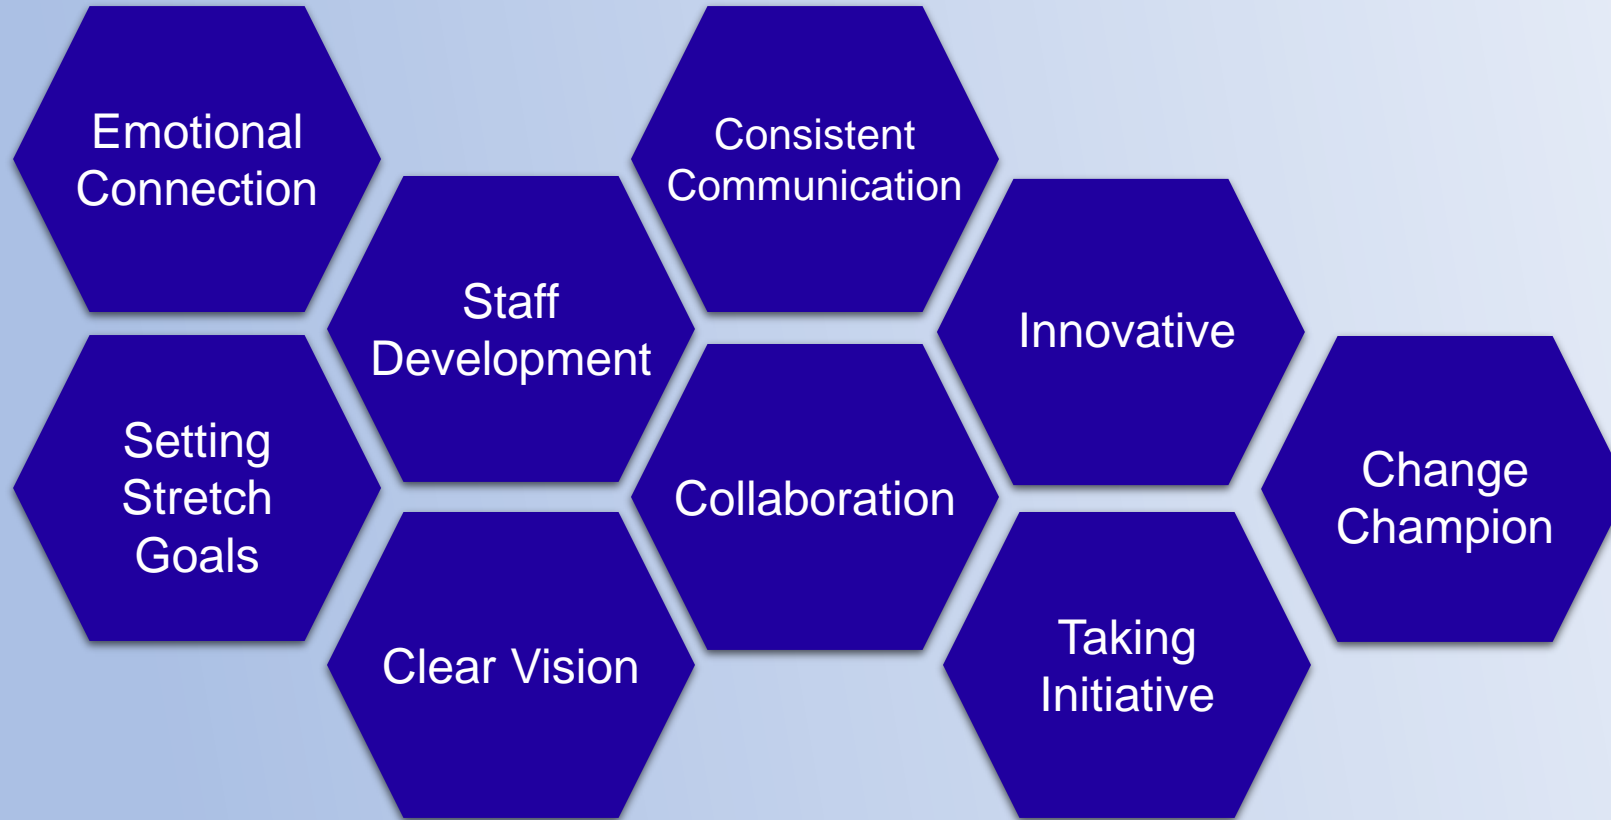 Emotional
Connection
Consistent
Communication
Staff
Development
Innovative
Setting
Stretch
Goals
Collaboration
Change
Champion
Clear Vision
Taking
Initiative